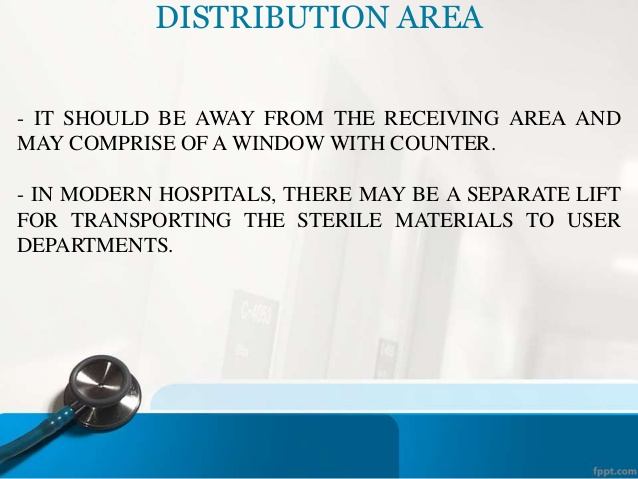 DISTRIBUTION AREA
- IT SHOULD BE AWAY FROM THE RECEIVING AREA AND
MAY COMPRISE OF A WINDOW WITH COUNTER.
- IN MODERN HOSPITALS, THERE MAY BE A SEPARATE LIFT
FOR TRANSPORTING THE STERILE MATERIALS TO USER
DEPARTMENTS.
fppt.com